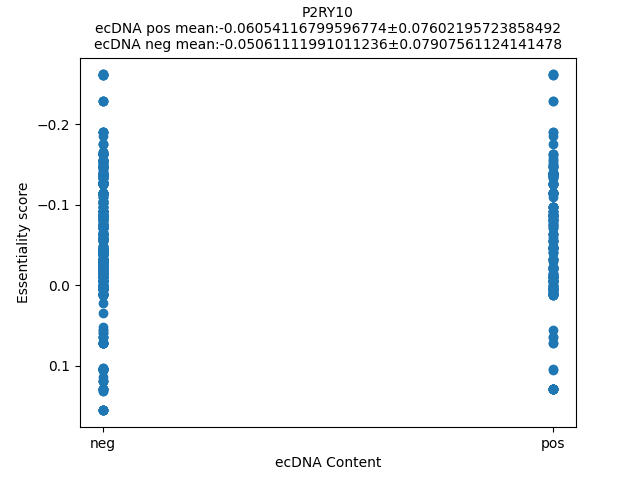 P2RY10
ecDNA pos mean:-0.06054116799596774±0.07602195723858492
ecDNA neg mean:-0.05061111991011236±0.07907561124141478
−0.2
−0.1
0.0
0.1
Essentiality score
neg
pos
ecDNA Content